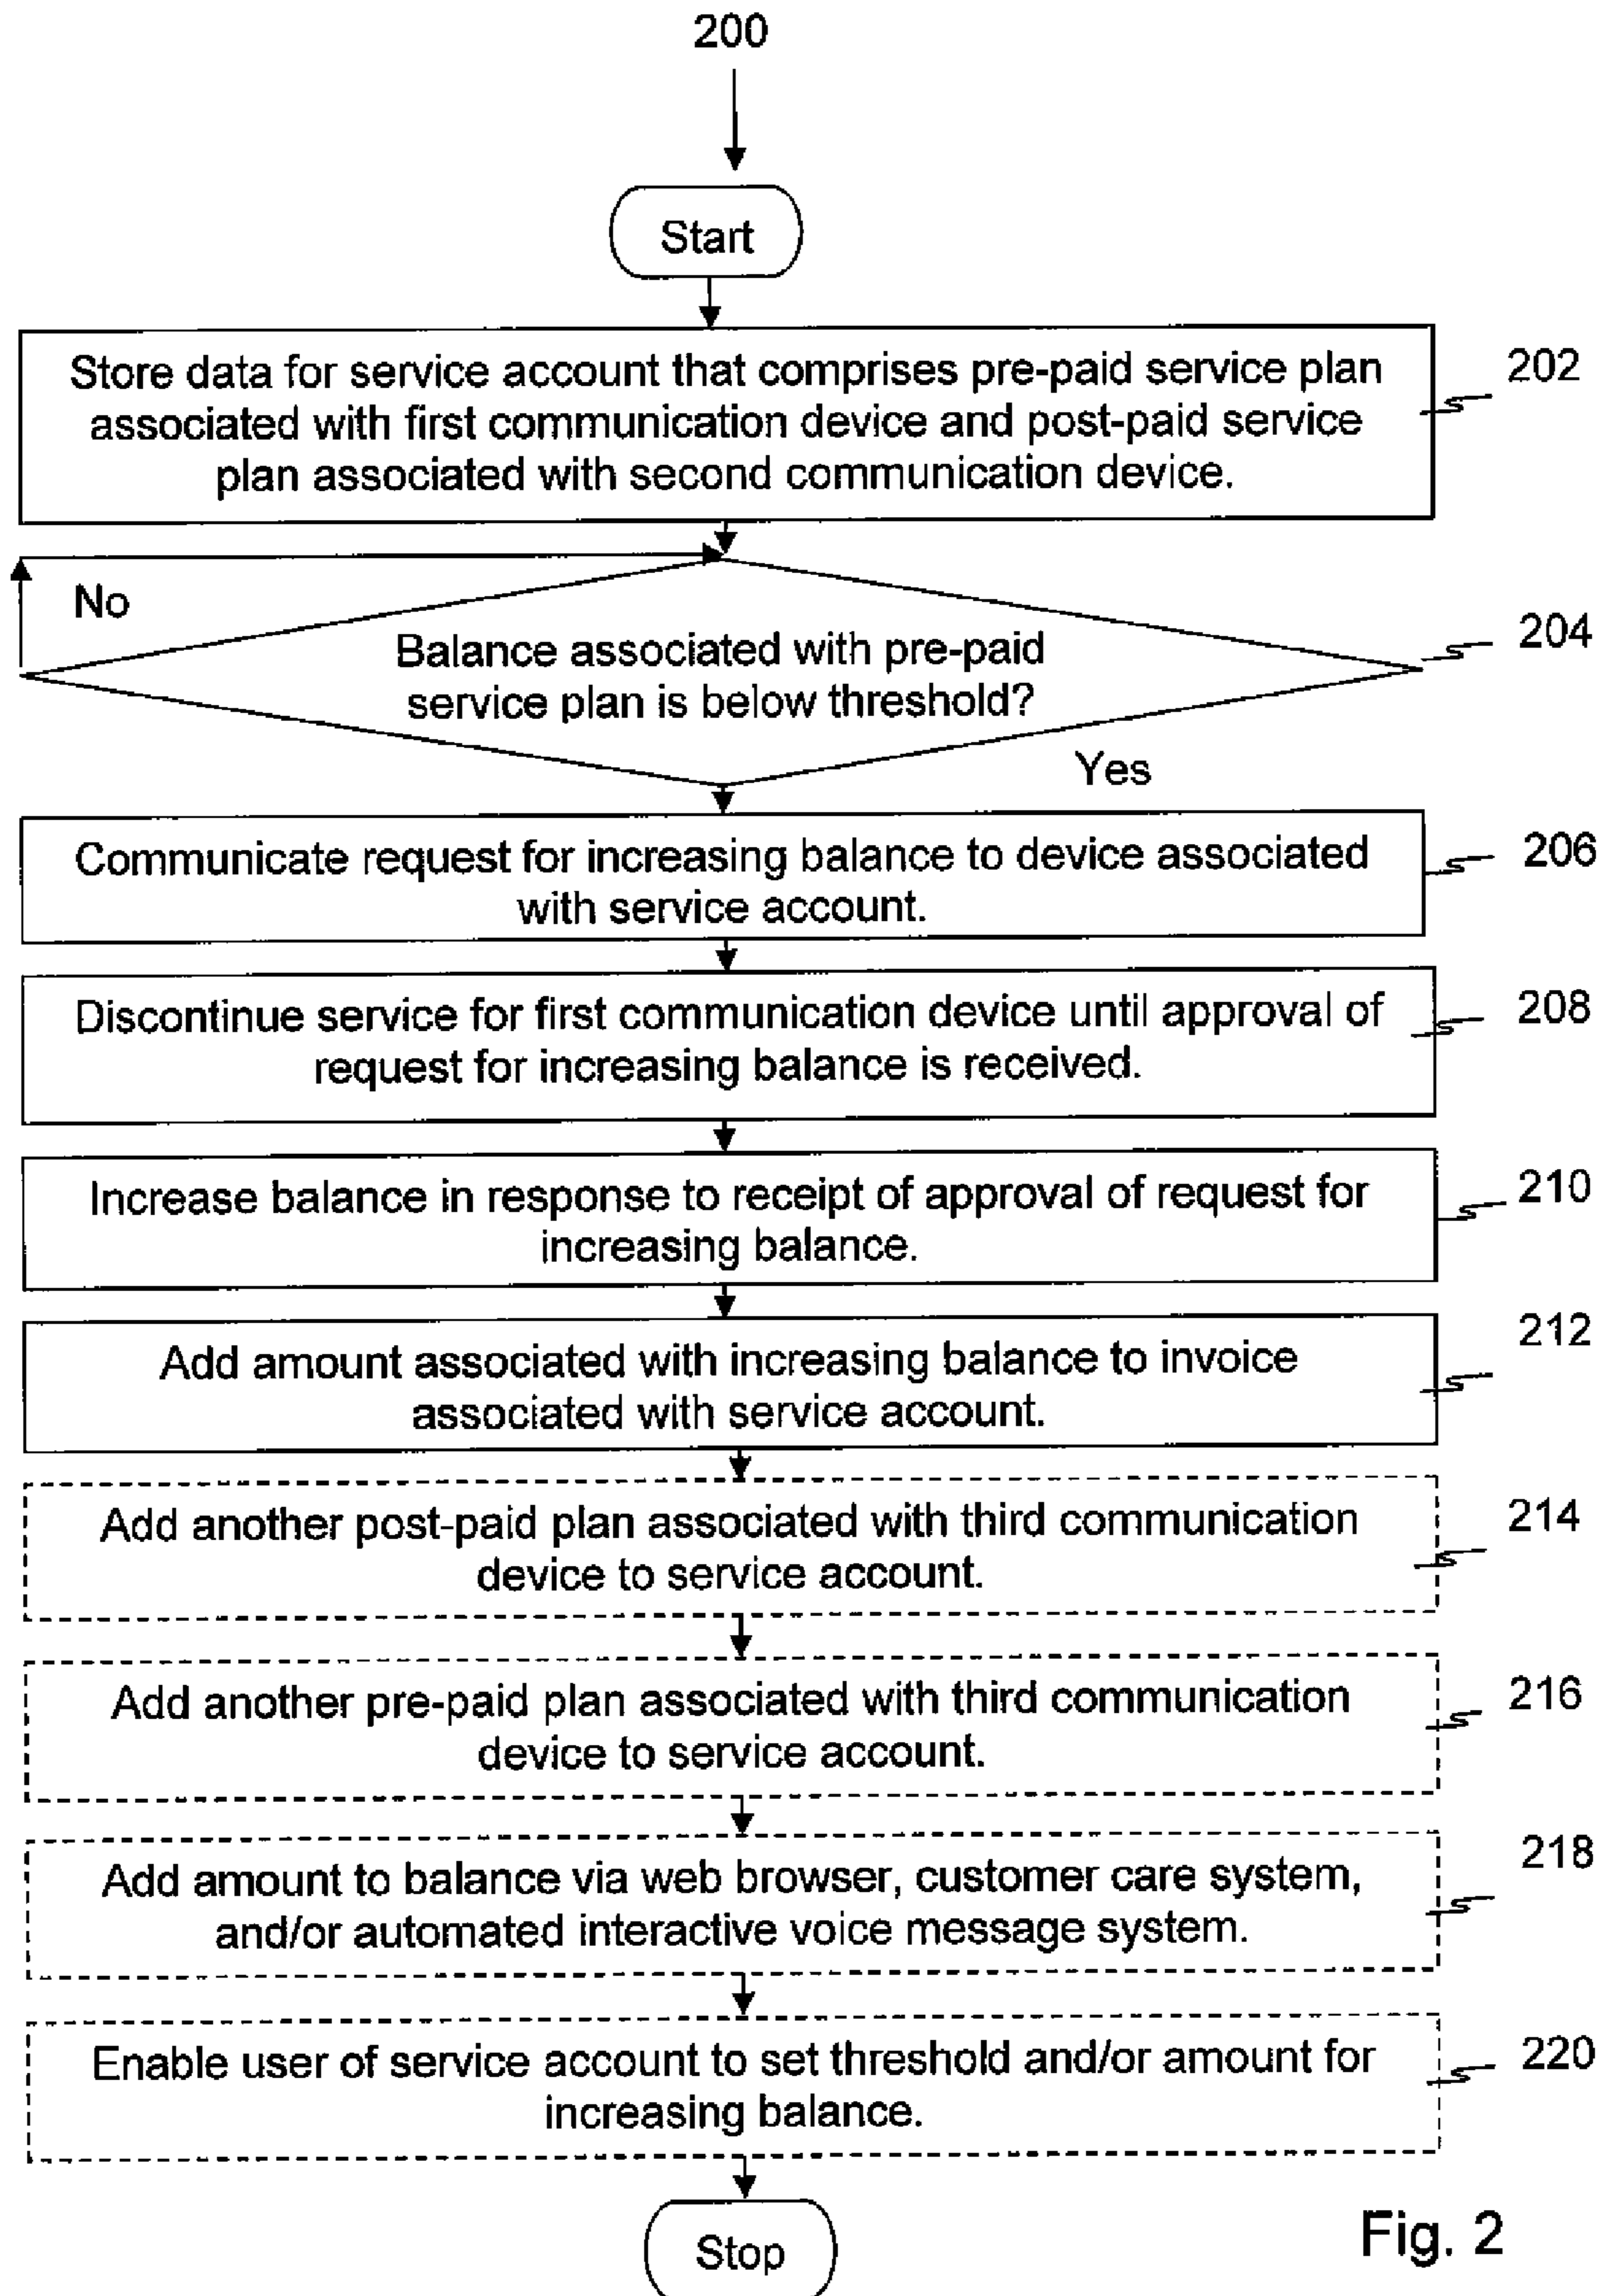 200
Start
Store data for service account that comprises pre-paid service plan
associated with first communication device and post-paid service
plan associated with second communication device.
202
No
Balance associated with pre-paid
service plan is below threshold?
204
Yes
Communicate request for increasing balance to device associated
with service account.
206
Discontinue service for first communication device until approval of
request for increasing balance is received.
208
Increase balance in response to receipt of approval of request for
increasing balance.
210
Add amount associated with increasing balance to invoice
associated with service account.
212
Add another post-paid plan associated with third communication
device to service account.
214
Add another pre-paid plan associated with third communication
device to service account.
216
Add amount to balance via web browser, customer care system,
and/or automated interactive voice message system.
218
Enable user of service account to set threshold and/or amount for
increasing balance.
220
Stop
Fig. 2